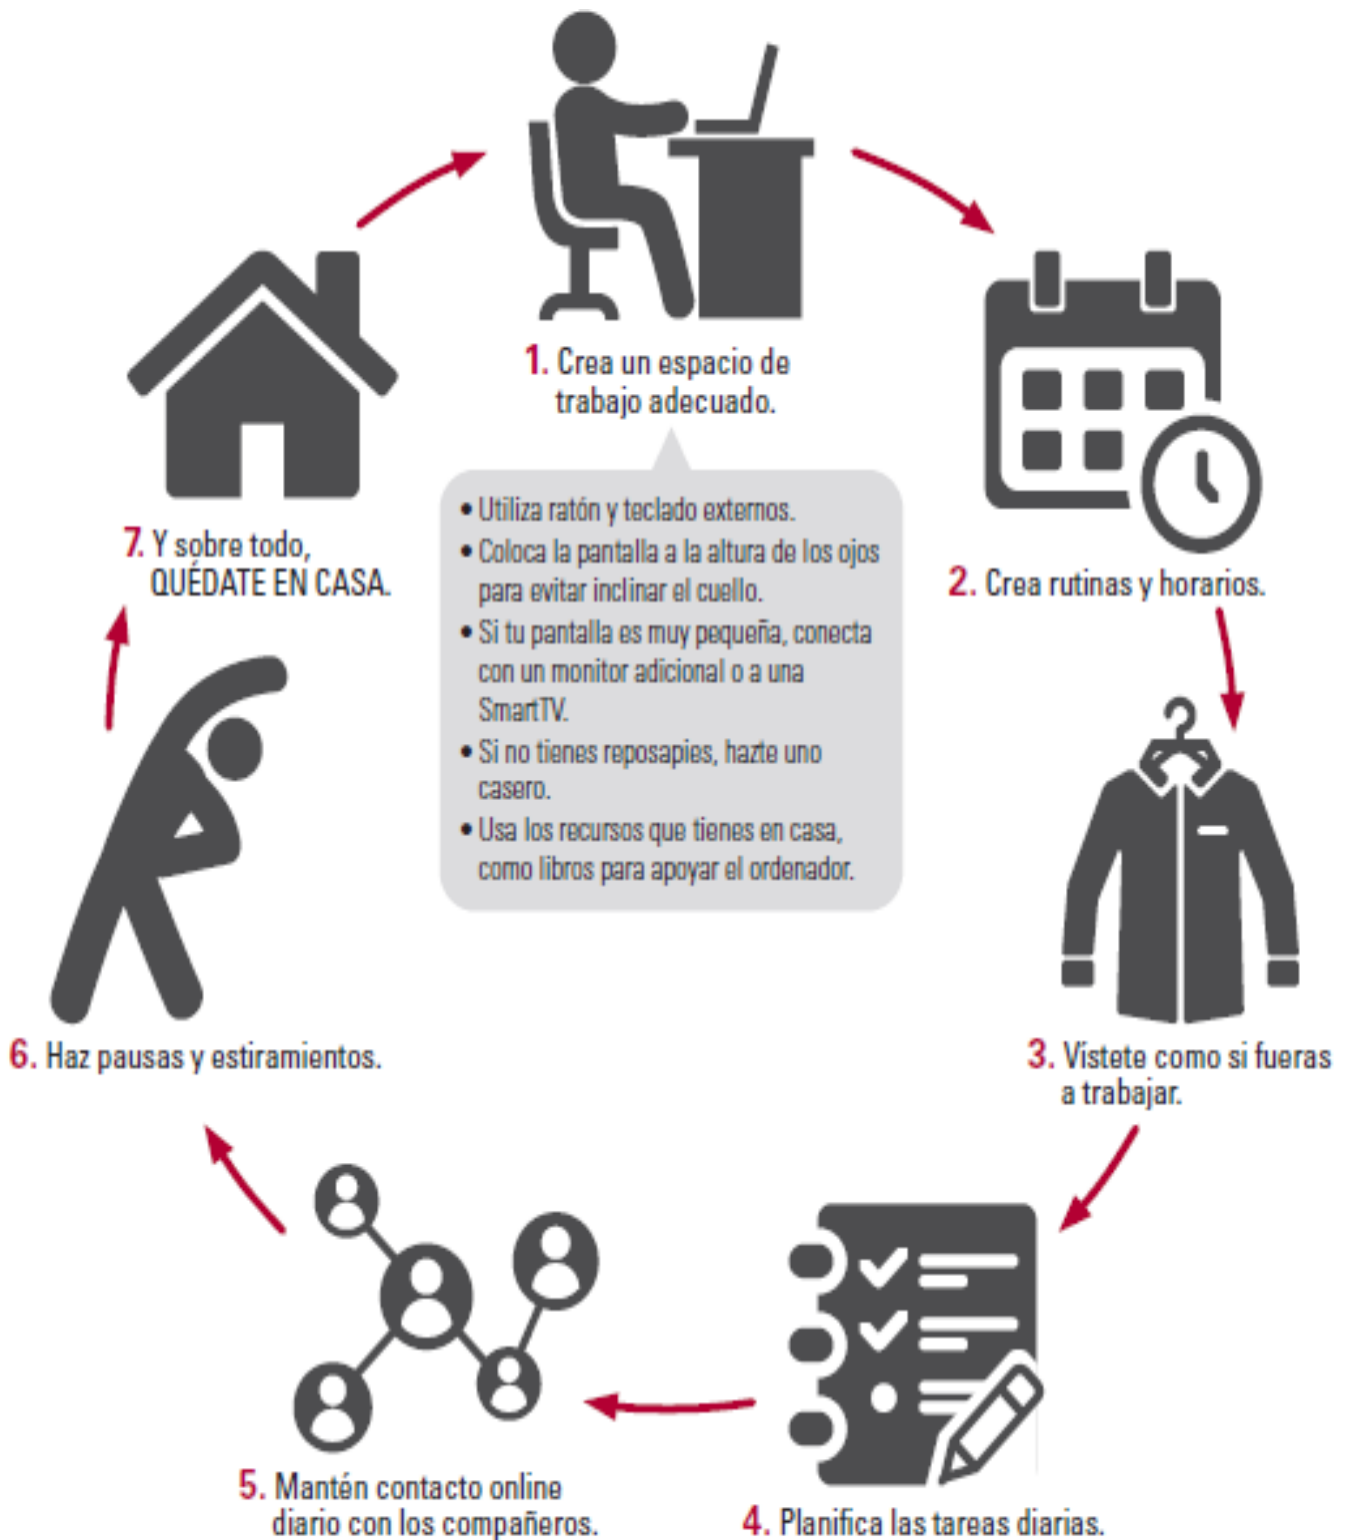 1. Crea un espacio de
trabajo adecuado.
• Utiliza ratón y teclado externos.
• Coloca la pantalla a la altura de los ojos
para evitar inclinar el cuello.
• Si tu pantalla es muy pequeña, conecta
con un monitor adicional o a una
SmartTV.
• Si no tienes reposapies, hazte uno
casero.
• Usa los recursos que tienes en casa,
como libros para apoyar el ordenador.
2. Crea rutinas y horarios.
3. Vístete como si fueras
a trabajar.
4. Planifica las tareas diarias.
5. Mantén contacto online
diario con los compañeros.
6. Haz pausas y estiramientos.
7. Y sobre todo,
QUÉDATE EN CASA.